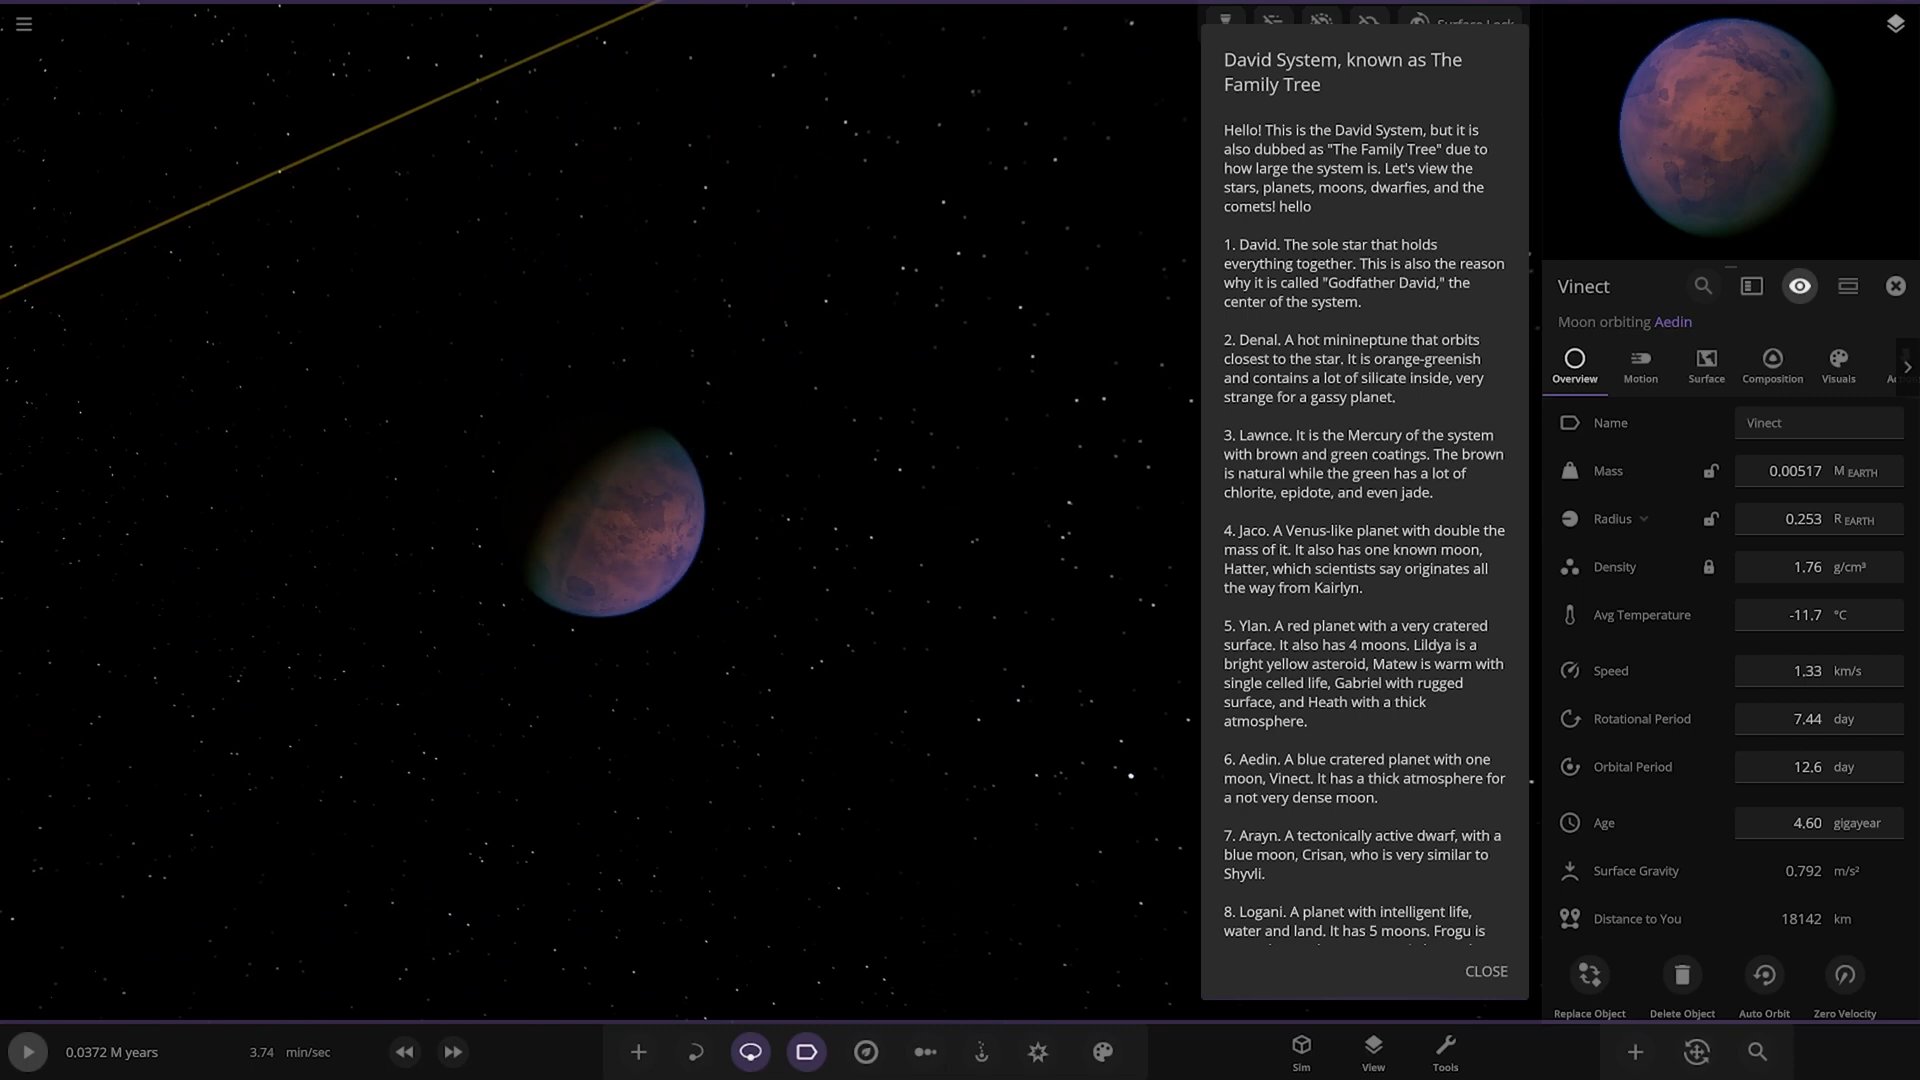 Surface Lock
David System, known as The
Family Tree
Hello! This is the David System, but it is
also dubbed as "The Family Tree" due to
how large the system is. Let's view the
stars, planets, moons, dwarfies, and the
comets! hello
1. David. The sole star that holds
everything together. This is also the reason
why it is called "Godfather David," the
center of the system.
2. Denal. A hot minineptune that orbits
closest to the star. It is orange-greenish
and contains a lot of silicate inside, very
strange for a gassy planet.
3. Lawnce. It is the Mercury of the system
with brown and green coatings. The brown
is natural while the green has a lot of
chlorite, epidote, and even jade.
4. Jaco. A Venus-like planet with double the
mass of it. It also has one known moon,
Hatter, which scientists say originates all
the way from Kairlyn.
5. Ylan. A red planet with a very cratered
surface. It also has 4 moons. Lildya is a
bright yellow asteroid, Matew is warm with
single celled life, Gabriel with rugged
surface, and Heath with a thick
atmosphere.
6. Aedin. A blue cratered planet with one
moon, Vinect. It has a thick atmosphere for
a not very dense moon.
7. Arayn. A tectonically active dwarf, with a
blue moon, Crisan, who is very similar to
Shyvli.
8. Logani. A planet with intelligent life,
water and land. It has 5 moons. Frogu is
CLOSE
Vinect
Moon orbiting Aedin
Overview Motion Surface Composition Visuals
Name Vinect
Mass 0.00517 M EARTH
Radius 0.253 R EARTH
Density 1.76 g/cm³
Avg Temperature -11.7 °C
Speed 1.33 km/s
Rotational Period 7.44 day
Orbital Period 12.6 day
Age 4.60 gigayear
Surface Gravity 0.792 m/s²
Distance to You 18142 km
Replace Object Delete Object Auto Orbit Zero Velocity
0.0372 M years 3.74 min/sec Sim View Tools